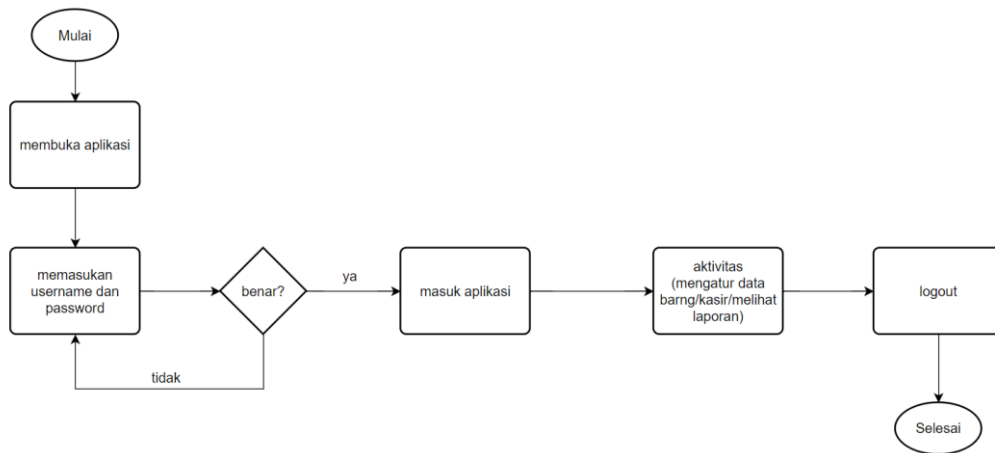 Mulai
membuka aplikasi
memasukan
username dan
password
benar?
ya
tidak
masuk aplikasi
aktivitas
(mengatur data
barng/kasir/melihat
laporan)
logout
Selesai